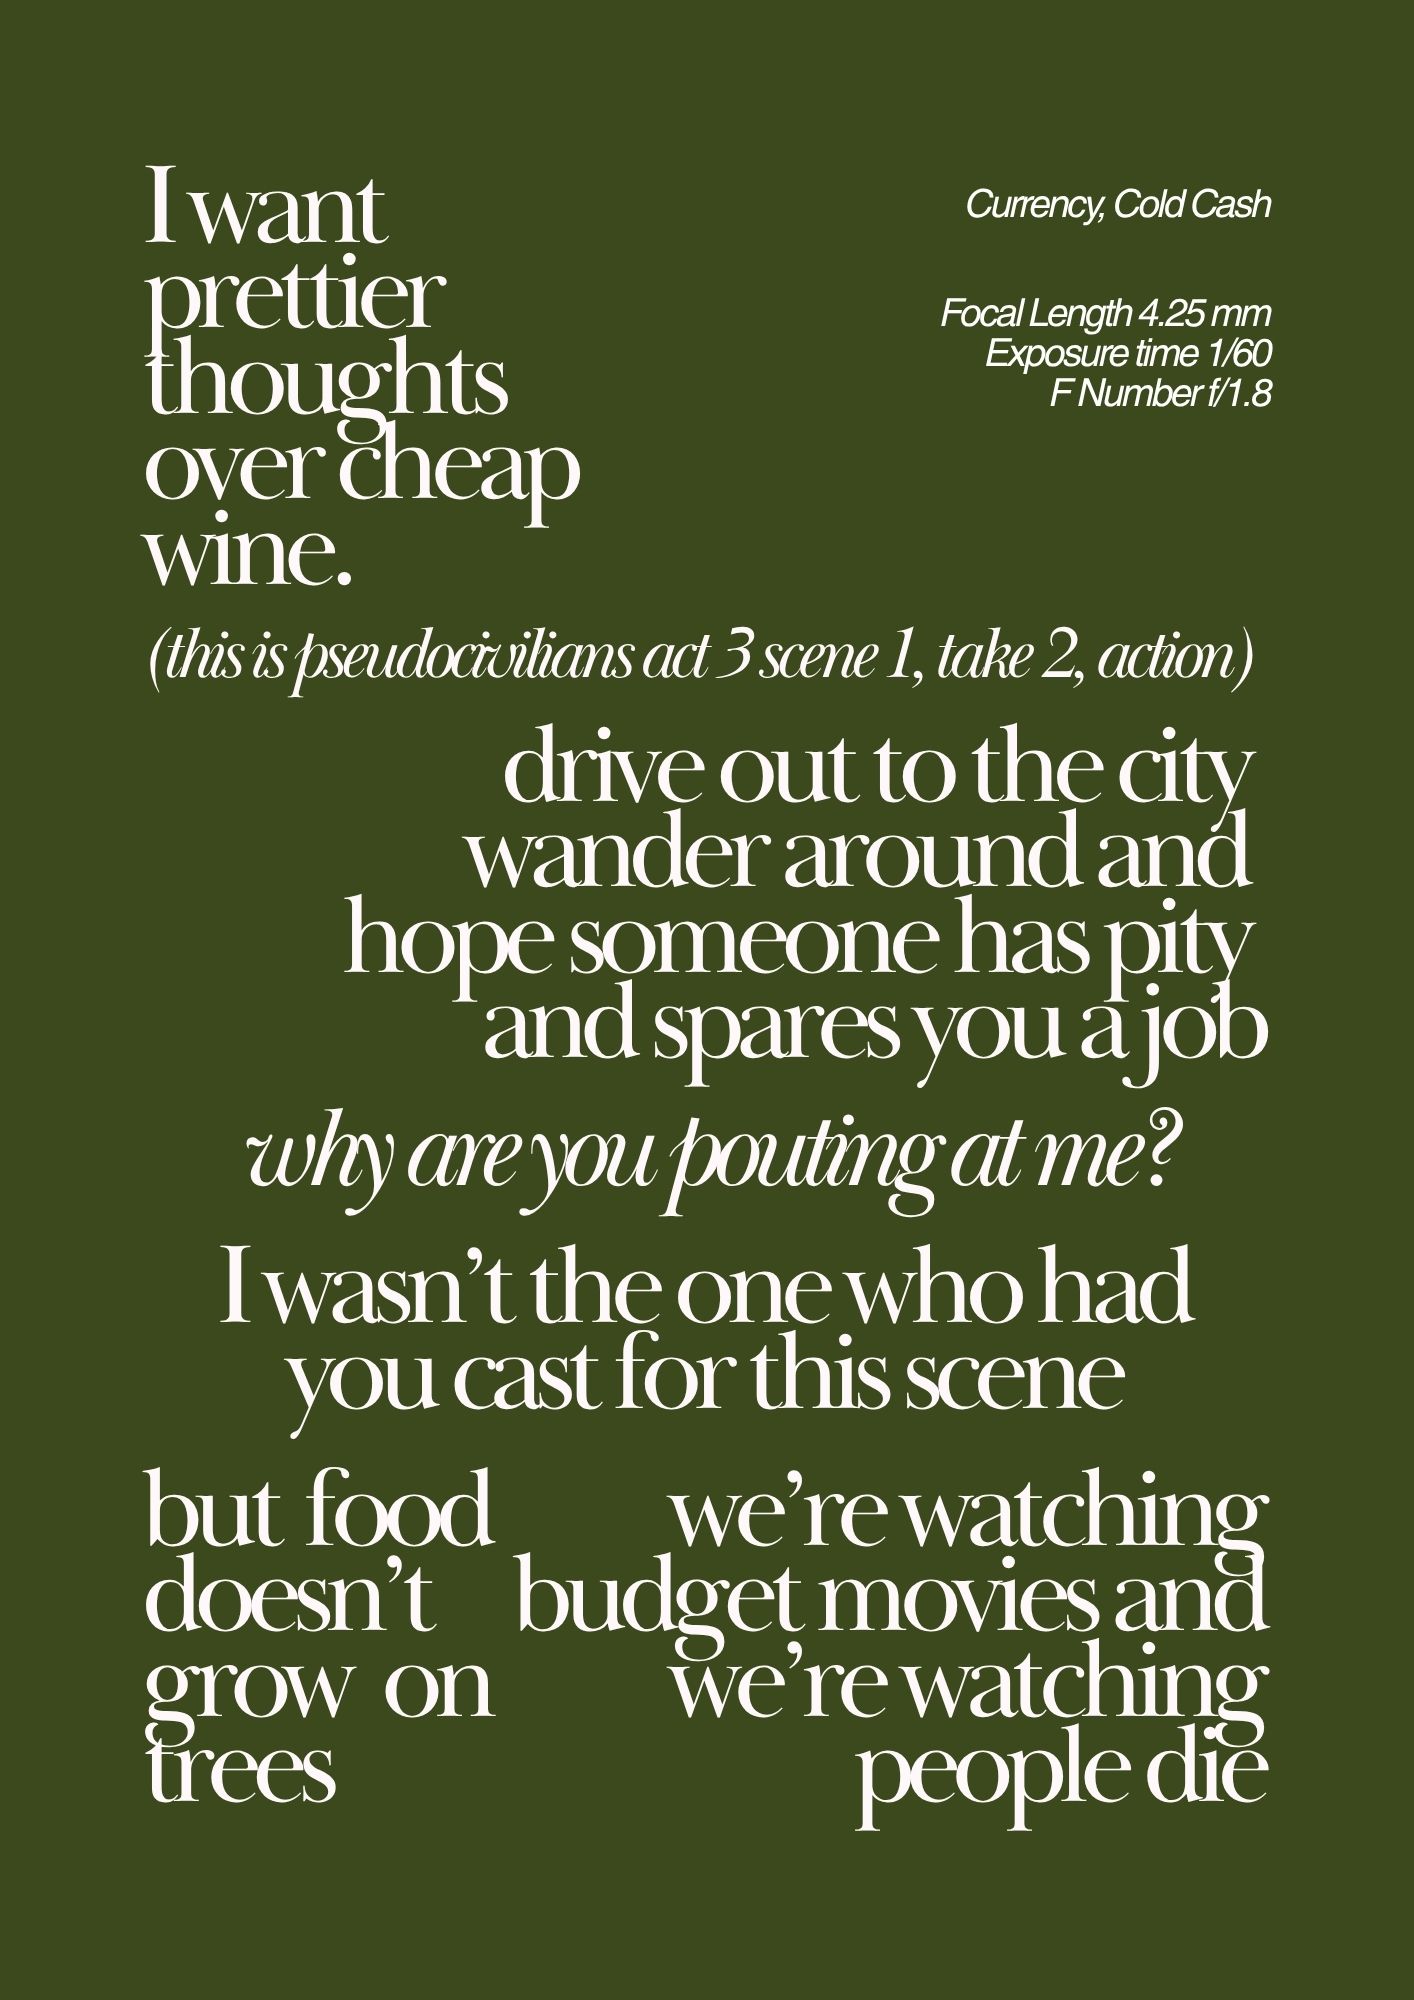 I want
prettier
thoughts
over cheap
wine.
Currency, Cold Cash
Focal Length 4.25 mm
Exposure time 1/60
F Number f/1.8
(this is pseudocivilians act 3 scene 1, take 2, action)
drive out to the city
wander around and
hope someone has pity
and spares you a job
why are you pouting at me?
I wasn’t the one who had
you cast for this scene
but food
doesn’t
grow on
trees
we’re watching
budget movies and
we’re watching
people die